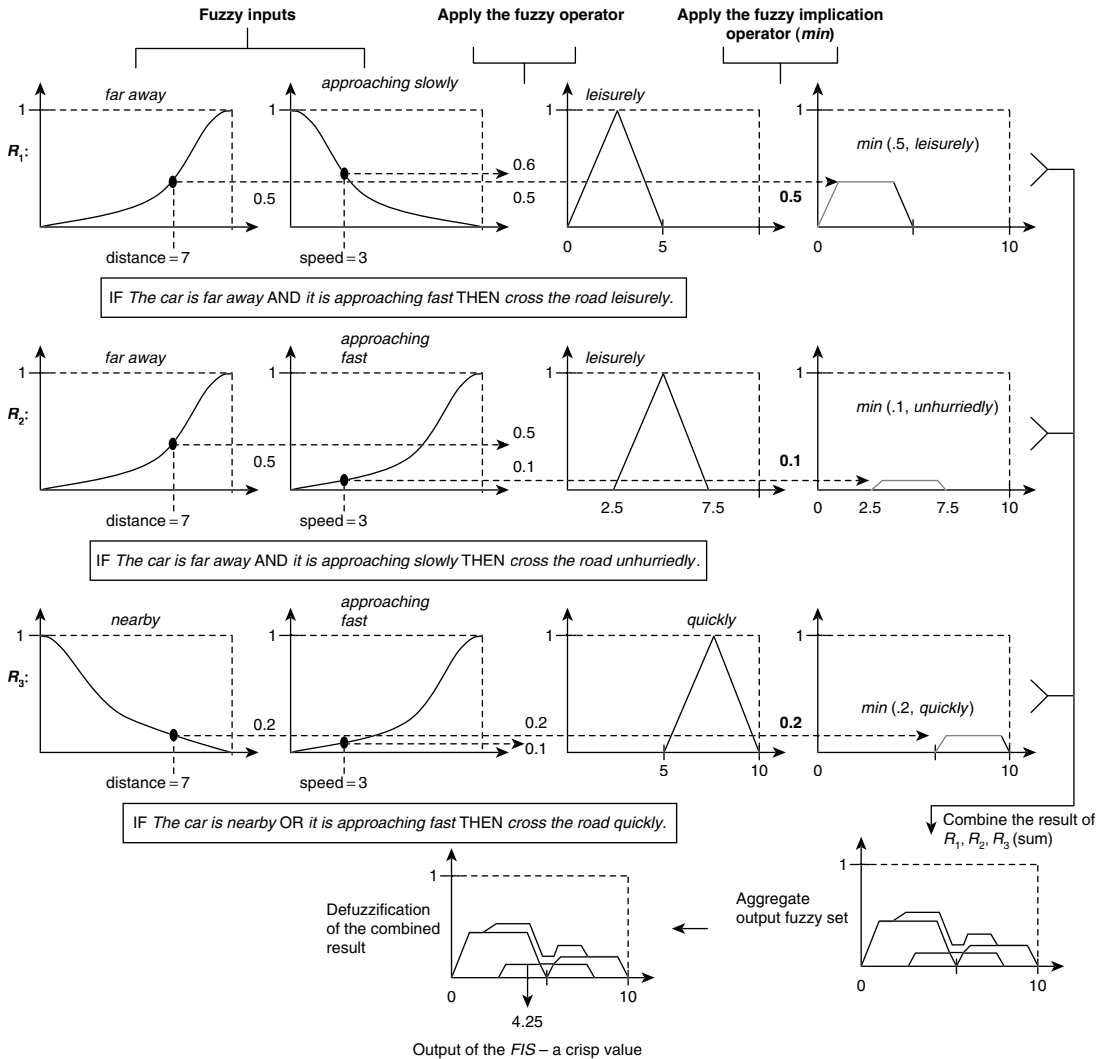 Fuzzy inputs
Apply the fuzzy operator
Apply the fuzzy implication
operator (min)
R1:
1
far away
0.5
distance = 7
approaching slowly
1
speed = 3
0.6
0.5
leisurely
1
0
5
0.5
1
min (.5, leisurely)
0
10
IF The car is far away AND it is approaching fast THEN cross the road leisurely.
R2:
1
far away
0.5
distance = 7
approaching
fast
1
speed = 3
0.5
0.1
leisurely
1
2.5
7.5
0.1
1
min (.1, unhurriedly)
0
2.5
7.5
10
IF The car is far away AND it is approaching slowly THEN cross the road unhurriedly.
R3:
1
nearby
0.2
distance = 7
approaching
fast
1
speed = 3
0.2
0.1
quickly
1
5
10
0.2
1
min (.2, quickly)
0
10
IF The car is nearby OR it is approaching fast THEN cross the road quickly.
Combine the result of
R1, R2, R3 (sum)
1
0
10
Aggregate
output fuzzy set
Defuzzification
of the combined
result
1
0
10
4.25
Output of the FIS – a crisp value